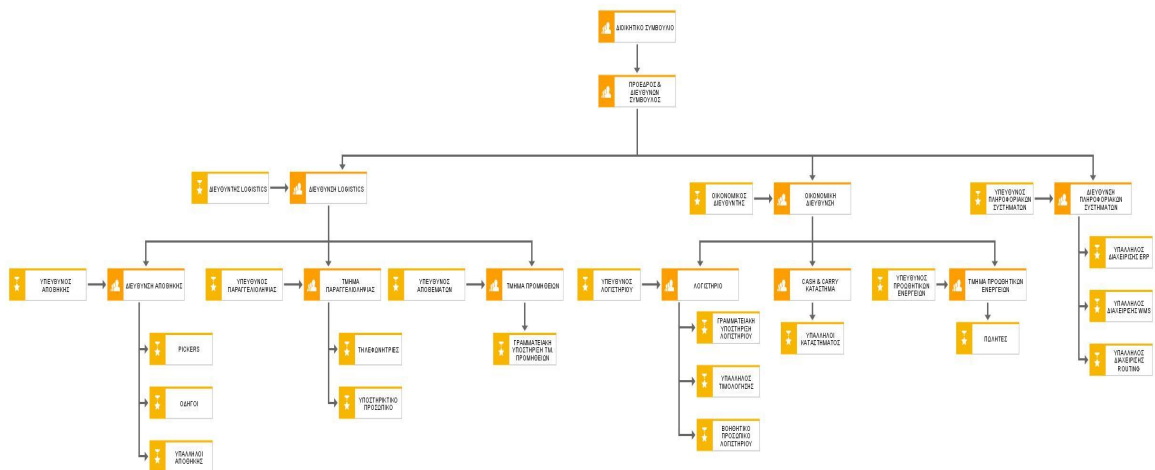 ΔΙΟΙΚΗΤΙΚΟ ΣΥΜΒΟΥΛΙΟ
ΠΡΟΕΔΡΟΣ &
ΔΙΕΥΘΥΝΩΝ
ΣΥΜΒΟΥΛΟΣ
ΔΙΕΥΘΥΝΤΗΣ LOGISTICS
ΔΙΕΥΘΥΝΣΗ LOGISTICS
ΟΙΚΟΝΟΜΙΚΟΣ
ΔΙΕΥΘΥΝΤΗΣ
ΟΙΚΟΝΟΜΙΚΗ
ΔΙΕΥΘΥΝΣΗ
ΥΠΕΥΘΥΝΟΣ
ΠΛΗΡΟΦΟΡΙΑΚΩΝ
ΣΥΣΤΗΜΑΤΩΝ
ΔΙΕΥΘΥΝΣΗ
ΠΛΗΡΟΦΟΡΙΑΚΩΝ
ΣΥΣΤΗΜΑΤΩΝ
ΥΠΕΥΘΥΝΟΣ
ΑΠΟΘΗΚΗΣ
ΔΙΕΥΘΥΝΣΗ ΑΠΟΘΗΚΗΣ
ΥΠΕΥΘΥΝΟΣ
ΠΑΡΑΓΓΕΛΙΟΛΗΨΙΑΣ
ΤΜΗΜΑ
ΠΑΡΑΓΓΕΛΙΟΛΗΨΙΑΣ
ΥΠΕΥΘΥΝΟΣ
ΑΠΟΘΕΜΑΤΩΝ
ΤΜΗΜΑ ΠΡΟΜΗΘΕΙΩΝ
ΥΠΕΥΘΥΝΟΣ
ΛΟΓΙΣΤΗΡΙΟΥ
ΛΟΓΙΣΤΗΡΙΟ
CASH & CARRY
ΚΑΤΑΣΤΗΜΑ
ΥΠΕΥΘΥΝΟΣ
ΠΡΟΩΘΗΤΙΚΩΝ
ΕΝΕΡΓΕΙΩΝ
ΤΜΗΜΑ ΠΡΟΩΘΗΤΙΚΩΝ
ΕΝΕΡΓΕΙΩΝ
ΥΠΑΛΛΗΛΟΣ
ΔΙΑΧΕΙΡΙΣΗΣ ERP
PICKERS
ΤΗΛΕΦΩΝΗΤΡΙΕΣ
ΓΡΑΜΜΑΤΕΙΑΚΗ
ΥΠΟΣΤΗΡΙΞΗ ΤΜ.
ΠΡΟΜΗΘΕΙΩΝ
ΓΡΑΜΜΑΤΕΙΑΚΗ
ΥΠΟΣΤΗΡΙΞΗ
ΛΟΓΙΣΤΗΡΙΟΥ
ΥΠΑΛΛΗΛΟΙ
ΚΑΤΑΣΤΗΜΑΤΟΣ
ΠΩΛΗΤΕΣ
ΥΠΑΛΛΗΛΟΣ
ΔΙΑΧΕΙΡΙΣΗΣ WMS
ΟΔΗΓΟΙ
ΥΠΟΣΤΗΡΙΚΤΙΚΟ
ΠΡΟΣΩΠΙΚΟ
ΥΠΑΛΛΗΛΟΣ
ΤΙΜΟΛΟΓΗΣΗΣ
ΥΠΑΛΛΗΛΟΣ
ΔΙΑΧΕΙΡΙΣΗΣ
ROUTING
ΥΠΑΛΛΗΛΟΙ
ΑΠΟΘΗΚΗΣ
ΒΟΗΘΗΤΙΚΟ
ΠΡΟΣΩΠΙΚΟ
ΛΟΓΙΣΤΗΡΙΟΥ